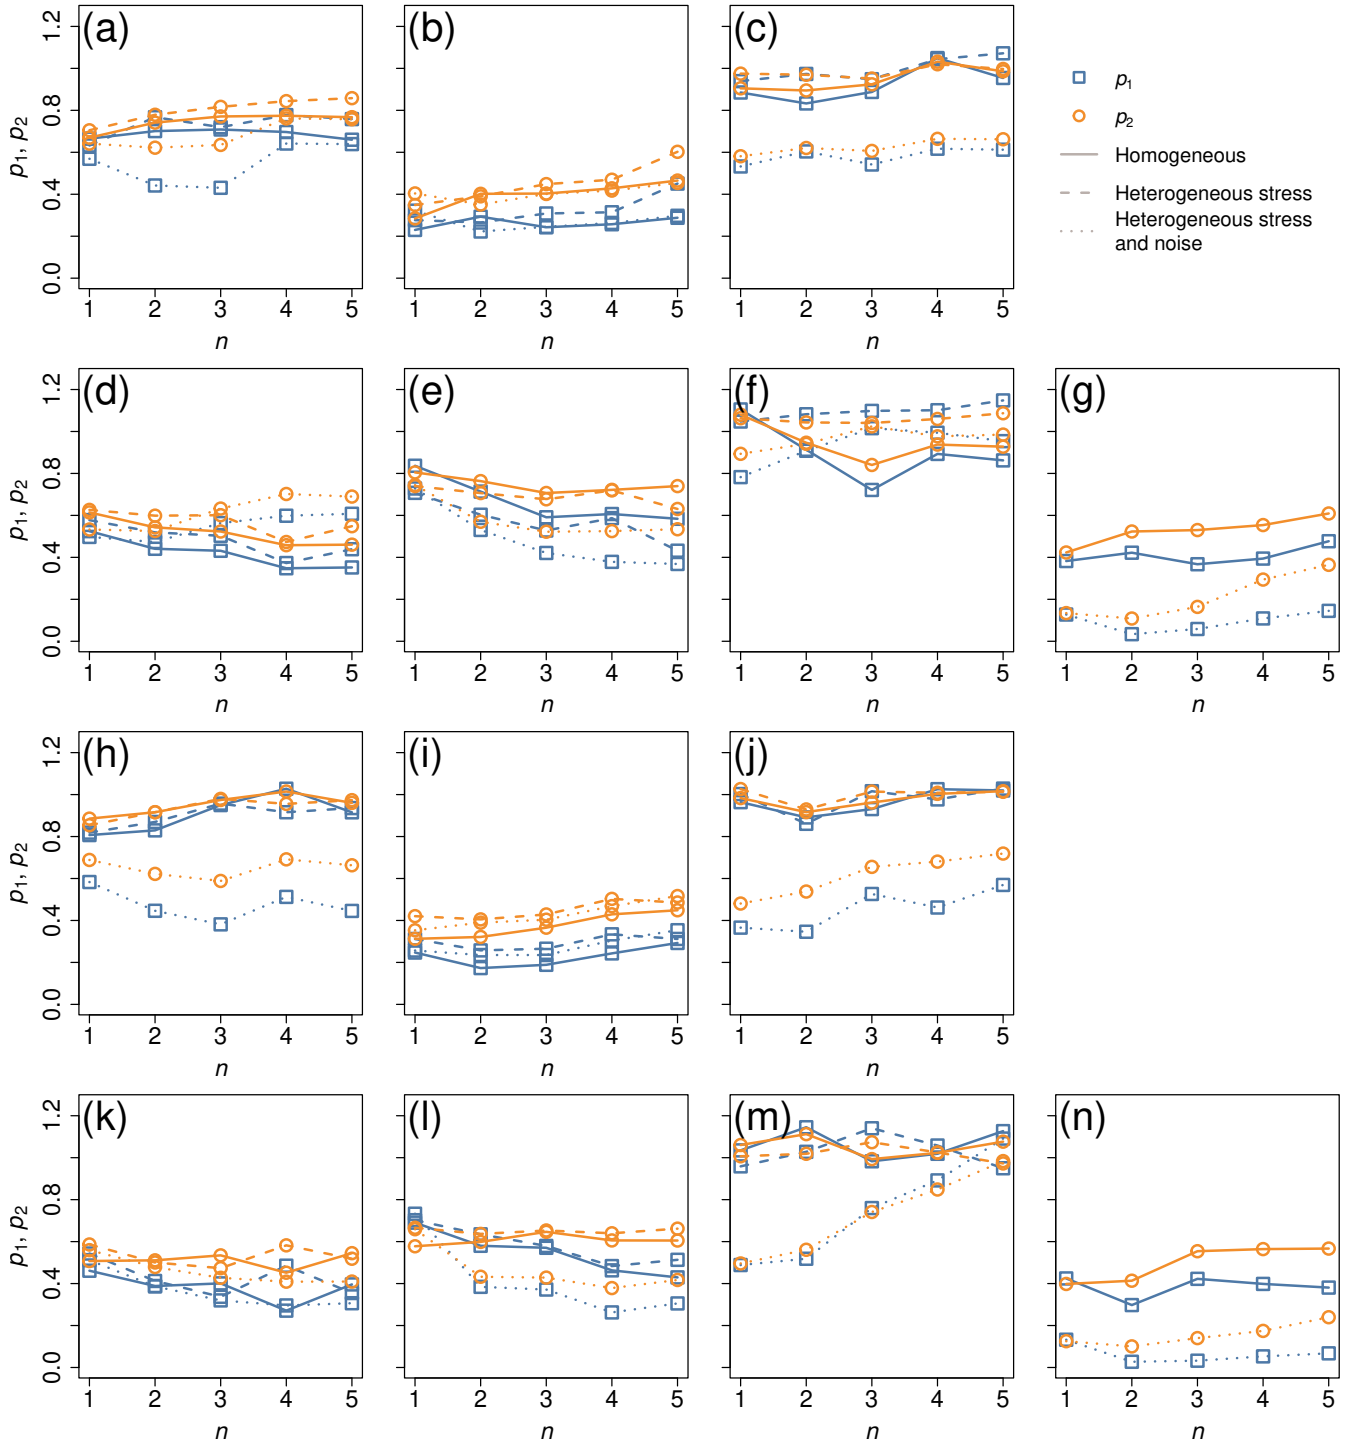 (a) (b) (c)
p1, p2
0.0 0.4 0.8 1.2
1 2 3 4 5 1 2 3 4 5 1 2 3 4 5
n n n
p1
p2
Homogeneous
Heterogeneous stress
Heterogeneous stress
and noise
(d) (e) (f) (g)
p1, p2
0.0 0.4 0.8 1.2
1 2 3 4 5 1 2 3 4 5 1 2 3 4 5 1 2 3 4 5
n n n n
(h) (i) (j)
p1, p2
0.0 0.4 0.8 1.2
1 2 3 4 5 1 2 3 4 5 1 2 3 4 5
n n n
(k) (l) (m) (n)
p1, p2
0.0 0.4 0.8 1.2
1 2 3 4 5 1 2 3 4 5 1 2 3 4 5 1 2 3 4 5
n n n n